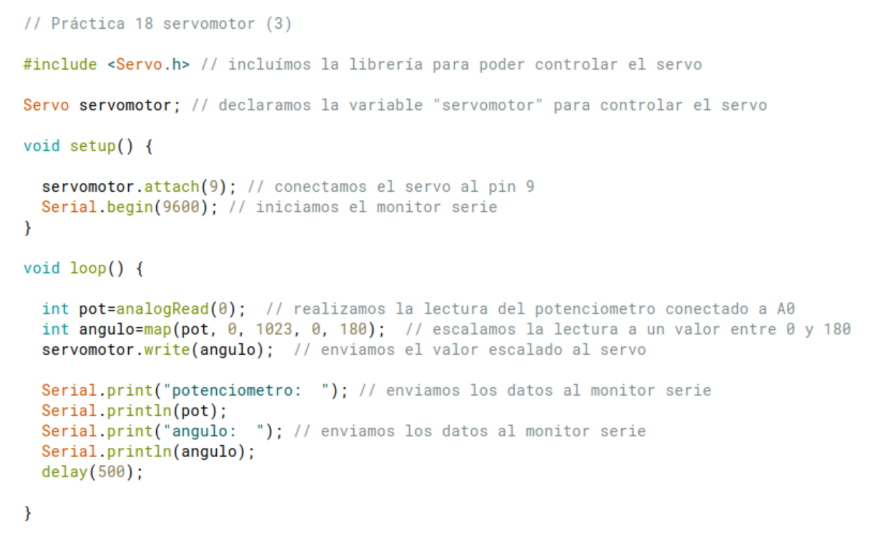 // Práctica 18 servomotor (3)
#include <Servo.h> // incluímos la librería para poder controlar el servo
Servo servomotor; // declaramos la variable "servomotor" para controlar el servo
void setup() {
servomotor.attach(9); // conectamos el servo al pin 9
Serial.begin(9600); // iniciamos el monitor serie
}
void loop() {
int pot=analogRead(0);  // realizamos la lectura del potenciometro conectado a A0
int angulo=map(pot, 0, 1023, 0, 180);  // escalamos la lectura a un valor entre 0 y 180
servomotor.write(angulo);  // enviamos el valor escalado al servo
Serial.print("potenciometro:  "); // enviamos los datos al monitor serie
Serial.println(pot);
Serial.print("angulo:  "); // enviamos los datos al monitor serie
Serial.println(angulo);
delay(500);
}